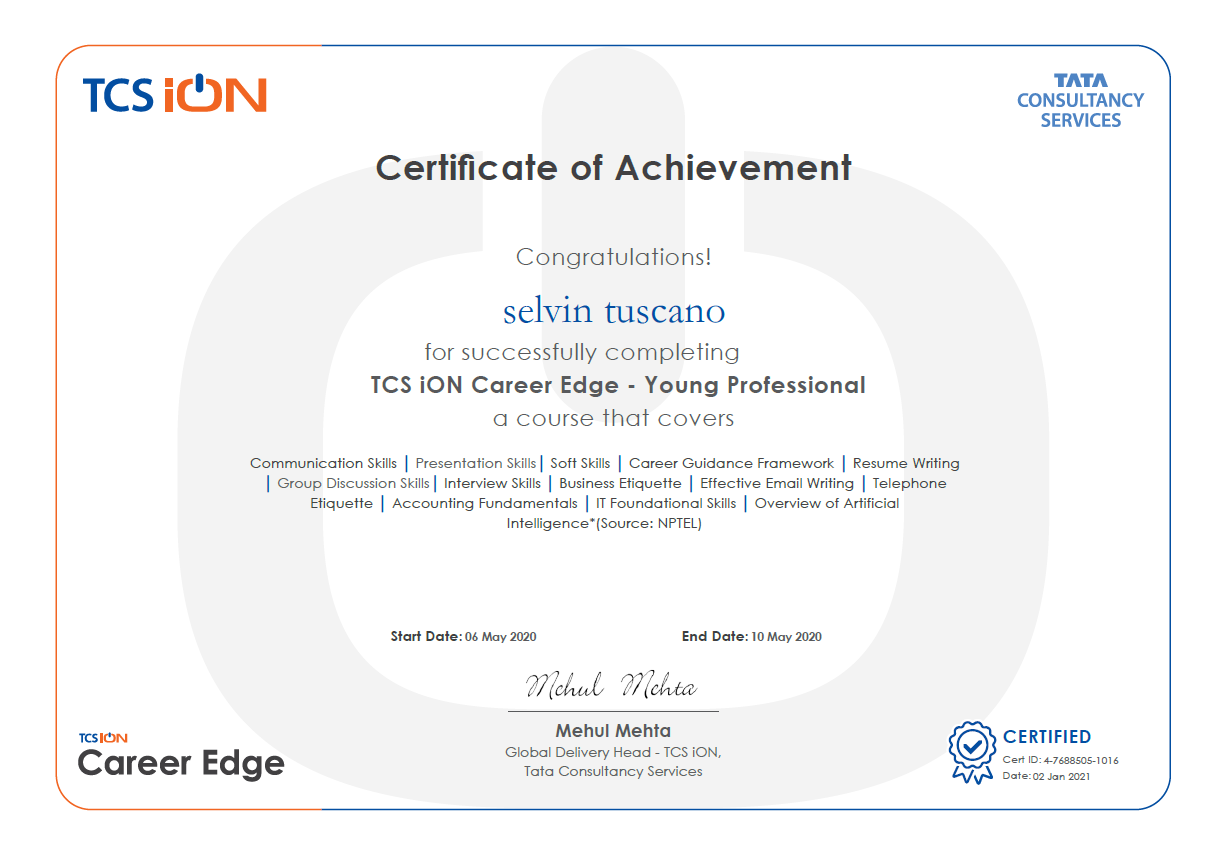 TCS iON
TATA
CONSULTANCY
SERVICES
Certificate of Achievement
Congratulations!
selvin tuscano
for successfully completing
TCS iON Career Edge - Young Professional
a course that covers
Communication Skills | Presentation Skills | Soft Skills | Career Guidance Framework | Resume Writing
| Group Discussion Skills | Interview Skills | Business Etiquette | Effective Email Writing | Telephone
Etiquette | Accounting Fundamentals | IT Foundational Skills | Overview of Artificial
Intelligence*(Source: NPTEL)
Start Date: 06 May 2020 End Date: 10 May 2020
Mehul Mehta
Mehul Mehta
Global Delivery Head - TCS iON,
Tata Consultancy Services
TCS iON
Career Edge
CERTIFIED
Cert ID: 4-7688505-1016
Date: 02 Jan 2021